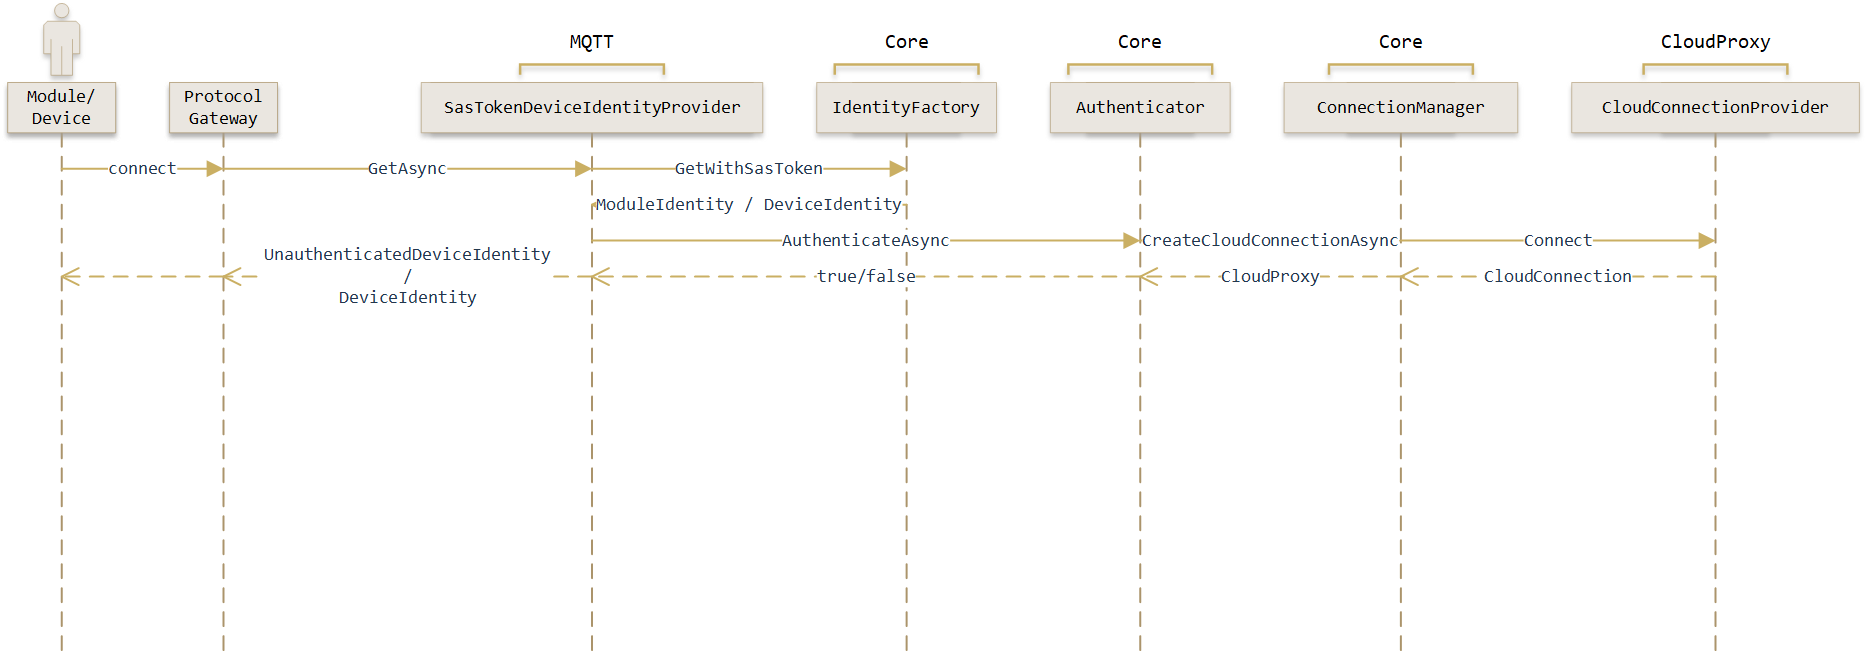 MQTT
Core
Core
Core
CloudProxy
Module/
Device
Protocol
Gateway
SasTokenDeviceIdentityProvider
IdentityFactory
Authenticator
ConnectionManager
CloudConnectionProvider
connect
GetAsync
GetWithSasToken
ModuleIdentity / DeviceIdentity
AuthenticateAsync
CreateCloudConnectionAsync
Connect
UnauthenticatedDeviceIdentity
/
DeviceIdentity
true/false
CloudProxy
CloudConnection